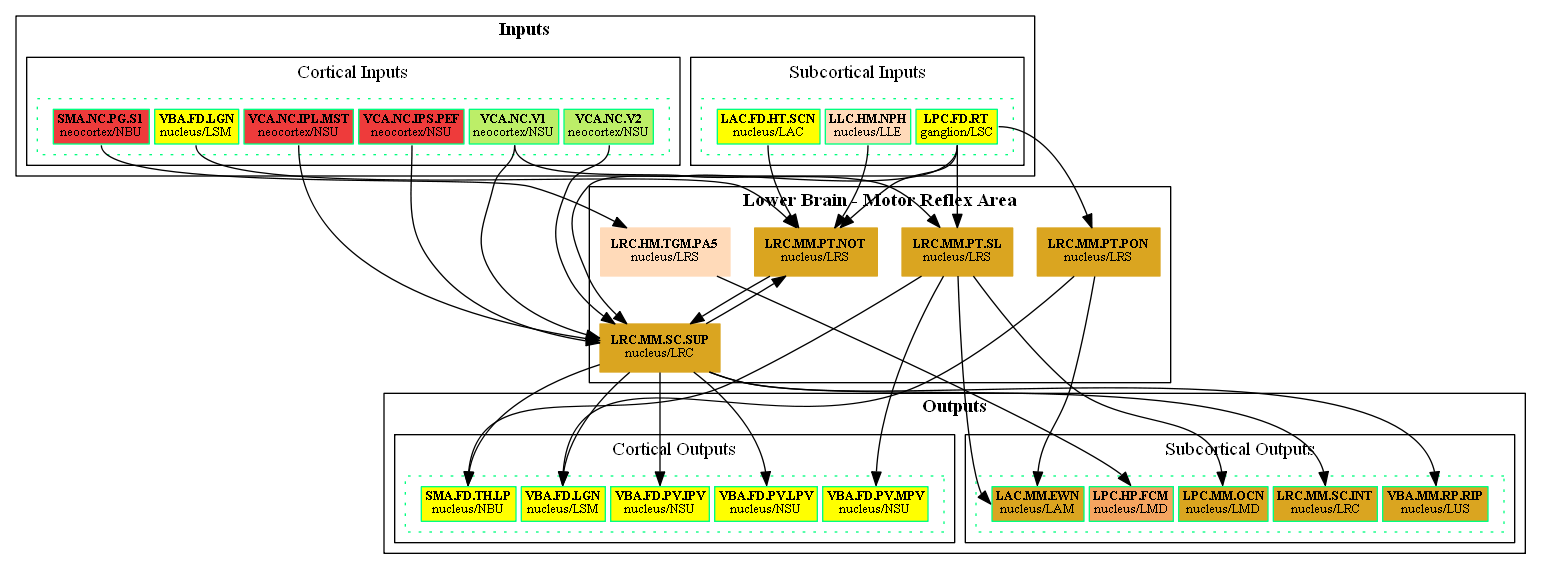 Inputs
Cortical Inputs
Subcortical Inputs
SMA.NC.PG.S1
neocortex/NBU
VBA.FD.LGN
nucleus/LSM
VCA.NC.IPL.MST
neocortex/NSU
VCA.NC.IPS.PEF
neocortex/NSU
VCA.NC.V1
neocortex/NSU
VCA.NC.V2
neocortex/NSU
LAC.FD.HT.SCN
nucleus/LAC
LLC.HM.NPH
nucleus/LLE
LPC.FD.RT
ganglion/LSC
Lower Brain - Motor Reflex Area
LRC.HM.TGM.PA5
nucleus/LRS
LRC.MM.PT.NOT
nucleus/LRS
LRC.MM.PT.SL
nucleus/LRS
LRC.MM.PT.PON
nucleus/LRS
LRC.MM.SC.SUP
nucleus/LRC
Outputs
Cortical Outputs
Subcortical Outputs
SMA.FD.TH.LP
nucleus/NBU
VBA.FD.LGN
nucleus/LSM
VBA.FD.PV.IPV
nucleus/NSU
VBA.FD.PV.LPV
nucleus/NSU
VBA.FD.PV.MPV
nucleus/NSU
LAC.MM.EWN
nucleus/LAM
LPC.HP.FCM
nucleus/LMD
LPC.MM.OCN
nucleus/LMD
LRC.MM.SC.INT
nucleus/LRC
VBA.MM.RP.RIP
nucleus/LUS